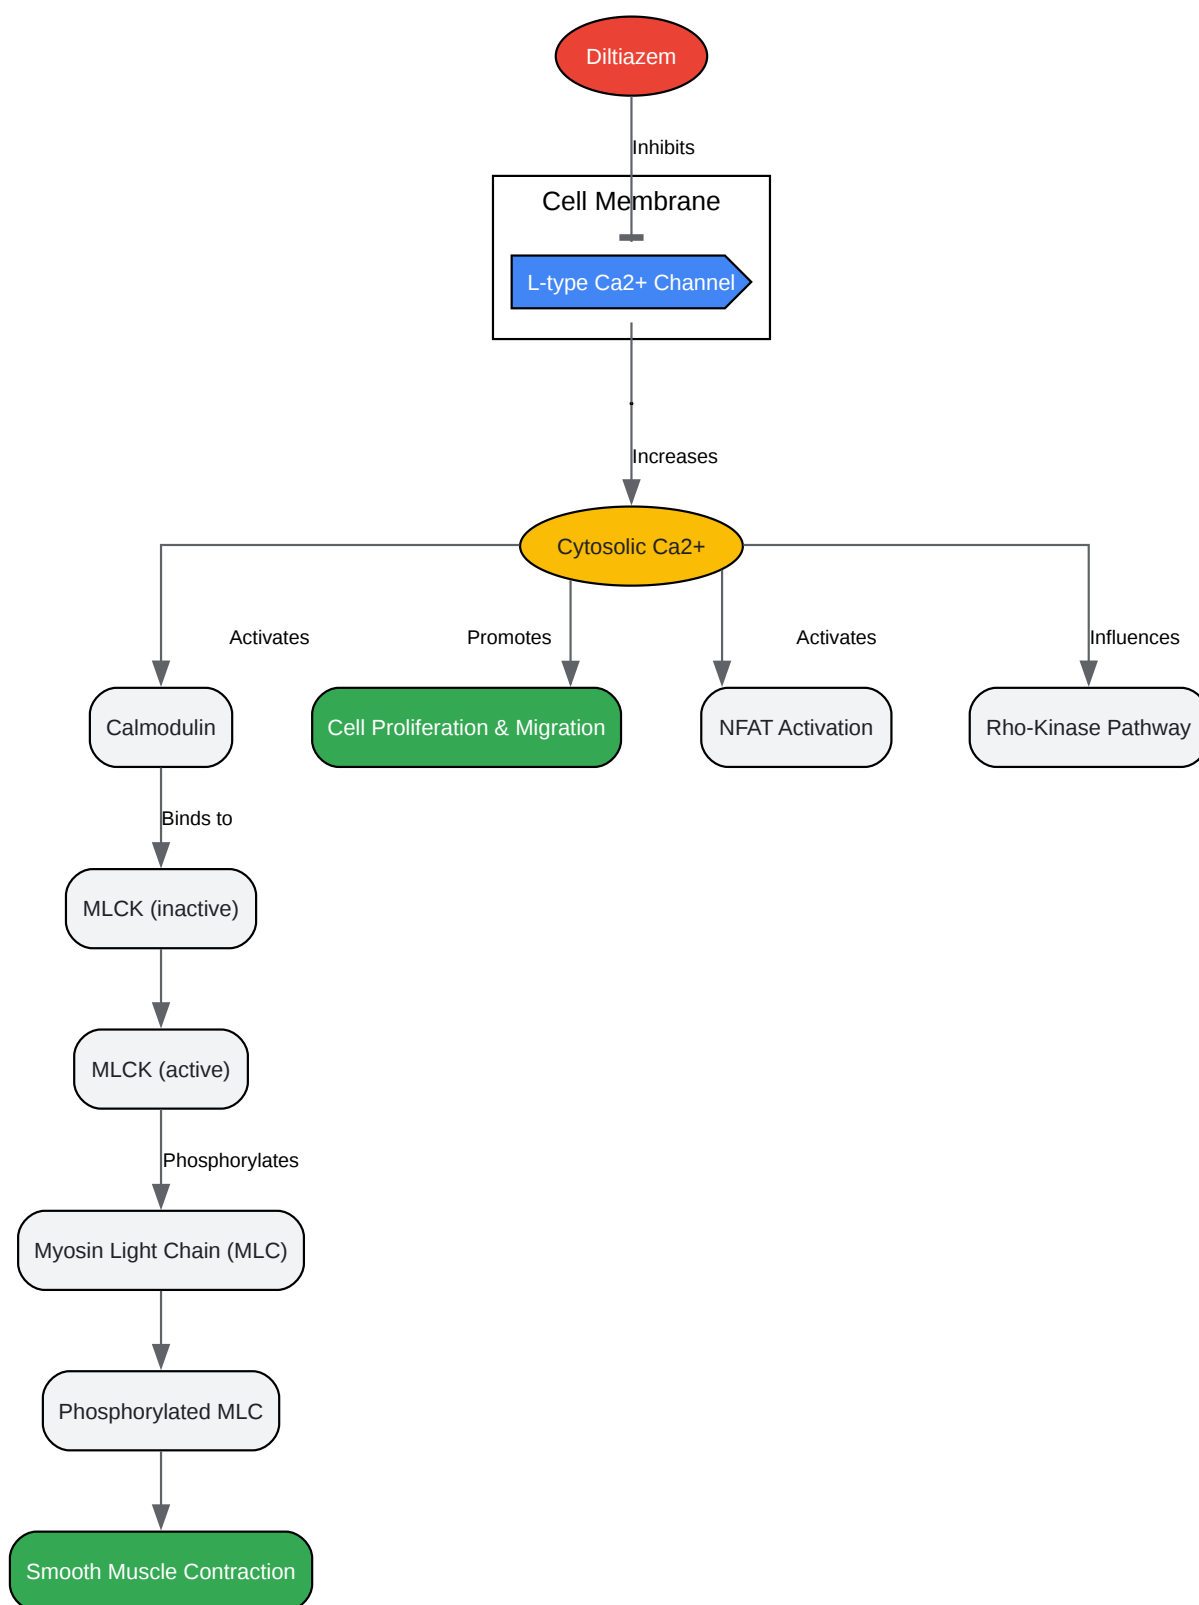 Diltiazem
Inhibits
Cell Membrane
L-type Ca2+ Channel
Increases
Cytosolic Ca2+
Activates
Promotes
Activates
Influences
Calmodulin
Cell Proliferation & Migration
NFAT Activation
Rho-Kinase Pathway
Binds to
MLCK (inactive)
MLCK (active)
Phosphorylates
Myosin Light Chain (MLC)
Phosphorylated MLC
Smooth Muscle Contraction